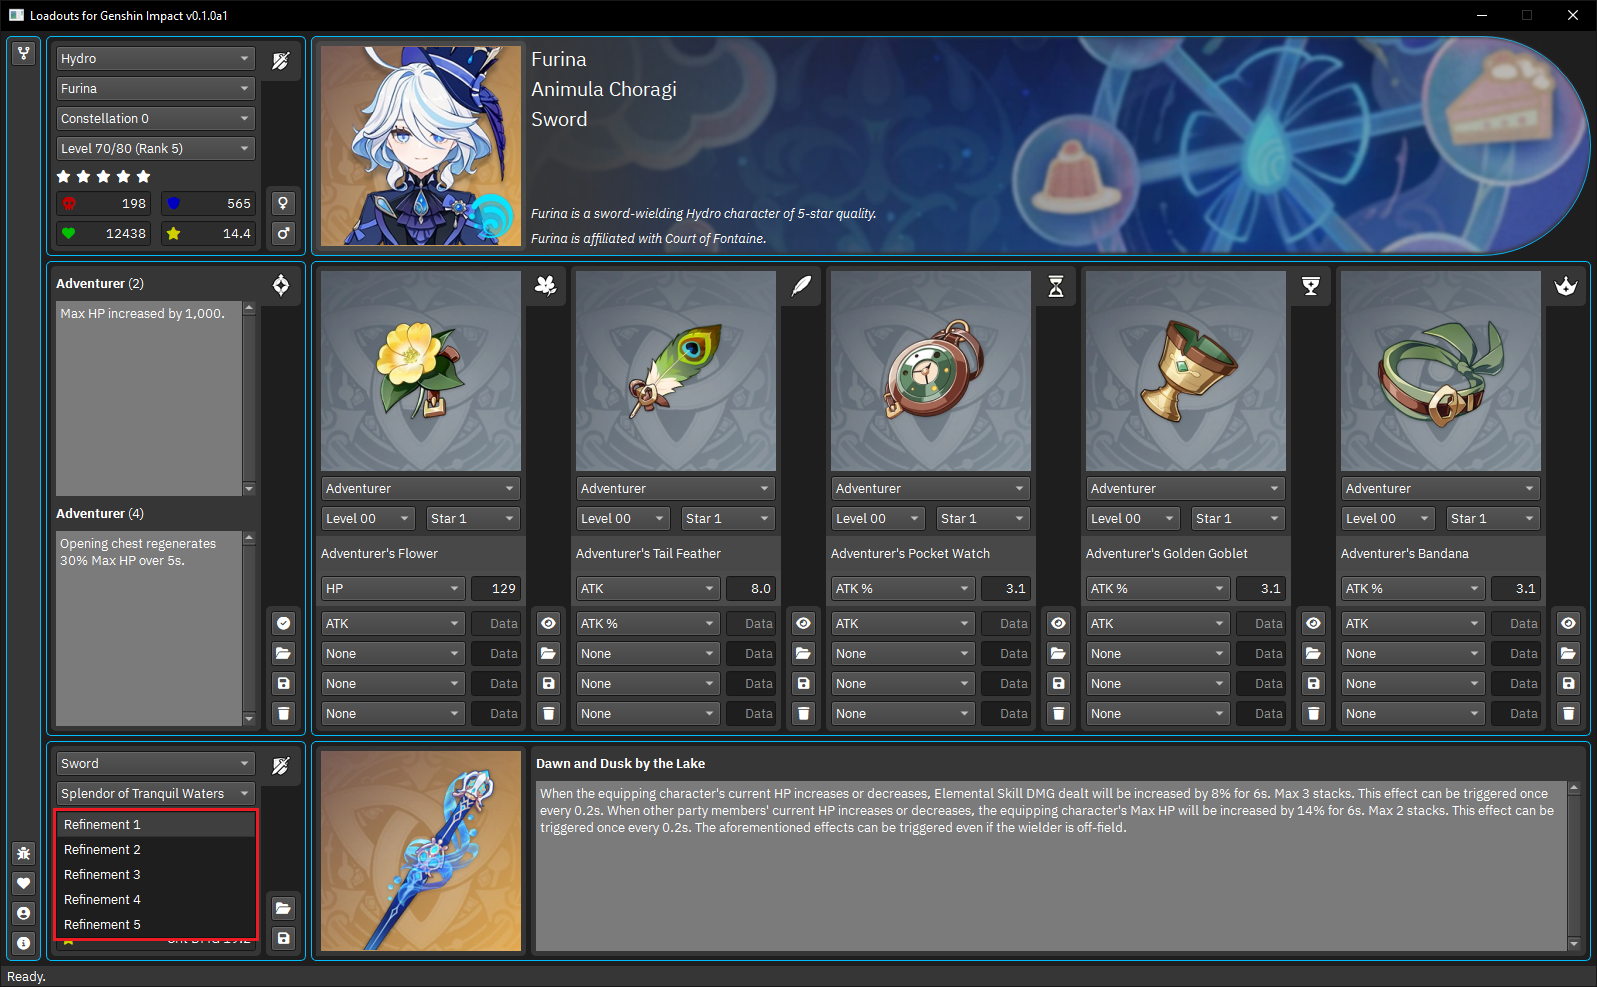 Loadouts for Genshin Impact v0.1.0a1
Hydro
Furina
Constellation 0
Level 70/80 (Rank 5)
198
565
12438
14.4
Furina
Animula Choragi
Sword
Furina is a sword-wielding Hydro character of 5-star quality.
Furina is affiliated with Court of Fontaine.
Adventurer (2)
Max HP increased by 1,000.
Adventurer (4)
Opening chest regenerates
30% Max HP over 5s.
Adventurer
Level 00
Star 1
Adventurer's Flower
HP
129
ATK
Data
None
Data
None
Data
None
Data
Adventurer
Level 00
Star 1
Adventurer's Tail Feather
ATK
8.0
ATK %
Data
None
Data
None
Data
None
Data
Adventurer
Level 00
Star 1
Adventurer's Pocket Watch
ATK %
3.1
ATK
Data
None
Data
None
Data
None
Data
Adventurer
Level 00
Star 1
Adventurer's Golden Goblet
ATK %
3.1
ATK
Data
None
Data
None
Data
None
Data
Adventurer
Level 00
Star 1
Adventurer's Bandana
ATK %
3.1
ATK
Data
None
Data
None
Data
None
Data
Sword
Splendor of Tranquil Waters
Refinement 1
Refinement 2
Refinement 3
Refinement 4
Refinement 5
Dawn and Dusk by the Lake
When the equipping character's current HP increases or decreases, Elemental Skill DMG dealt will be increased by 8% for 6s. Max 3 stacks. This effect can be triggered once
every 0.2s. When other party members' current HP increases or decreases, the equipping character's Max HP will be increased by 14% for 6s. Max 2 stacks. This effect can be
triggered once every 0.2s. The aforementioned effects can be triggered even if the wielder is off-field.
Ready.